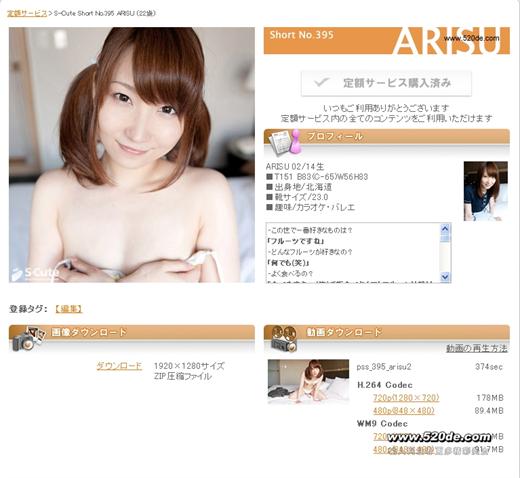 定額サービス > S-Cute Short No.395 ARISU (22歳)
Short No.395
ARISU
www.520de.com
定額サービス購入済み
いつもご利用ありがとうございます
定額サービス内の全てのコンテンツをご利用いただけます
プロフィール
ARISU 02/14生
■T151 B83(C-65)W56H83
■出身地/北海道
■靴サイズ/23.0
■趣味/カラオケ・バレエ
-この世で一番好きなものは?
「フルーツですね」
-どんなフルーツが好きなの?
「何でも(笑)」
-よく食べるの?
S-Cute
登録タグ: 【編集】
画像ダウンロード
ダウンロード 1920×1280サイズ
ZIP圧縮ファイル
動画ダウンロード
動画の再生方法
pss_395_arisu2 374sec
H.264 Codec
720p(1280×720) 178MB
480p(848×480) 89.4MB
WM9 Codec
www.520de.com
91.7MB